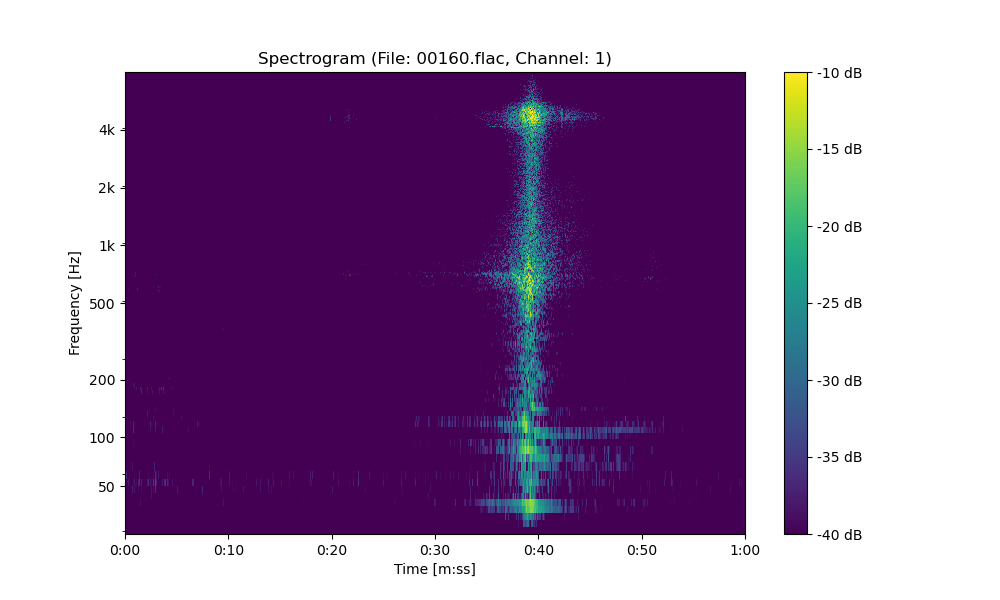 Spectrogram (File: 00160.flac, Channel: 1)
-10 dB
-15 dB
-20 dB
-25 dB
-30 dB
-35 dB
-40 dB
Frequency [Hz]
4k
2k
1k
500
200
100
50
0:00 0:10 0:20 0:30 0:40 0:50 1:00
Time [m:ss]